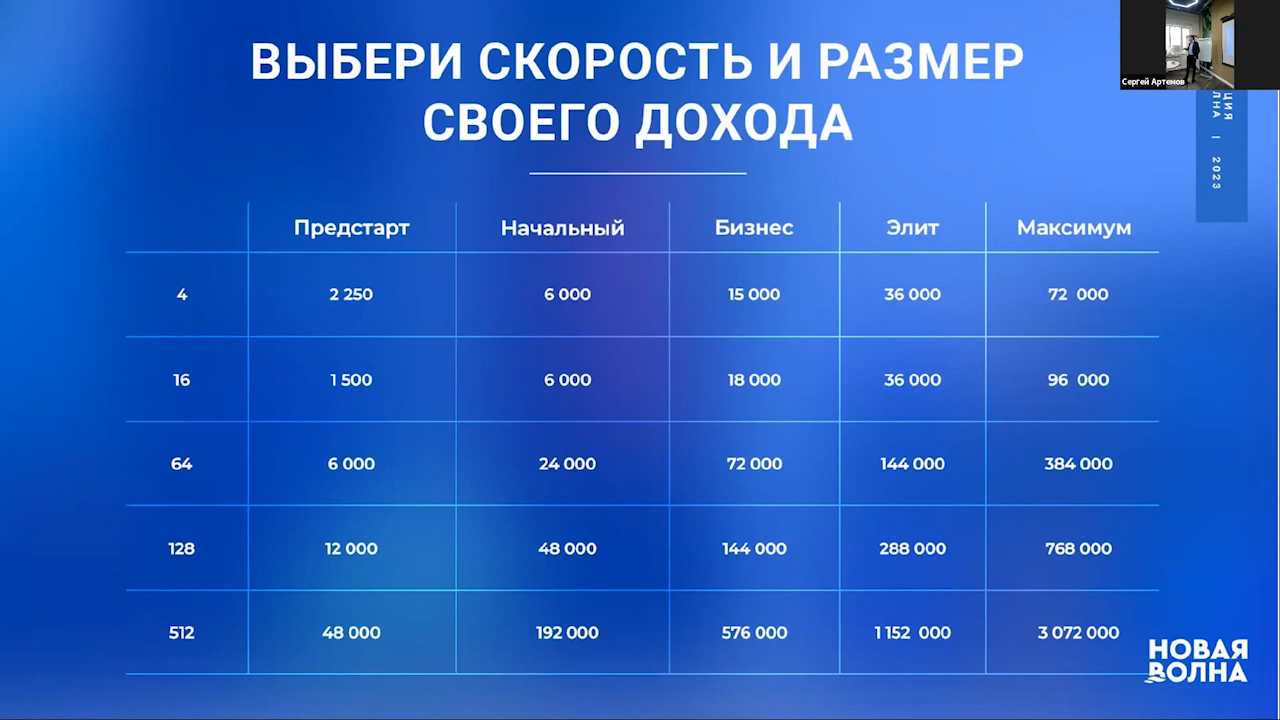 ВЫБЕРИ СКОРОСТЬ И РАЗМЕР
СВОЕГО ДОХОДА
Сергей Артемов
ЦИЯ
ЛНА | 2023
Предстарт Начальный Бизнес Элит Максимум
4 2 250 6 000 15 000 36 000 72 000
16 1 500 6 000 18 000 36 000 96 000
64 6 000 24 000 72 000 144 000 384 000
128 12 000 48 000 144 000 288 000 768 000
512 48 000 192 000 576 000 1 152 000 3 072 000
НОВАЯ
ВОЛНА